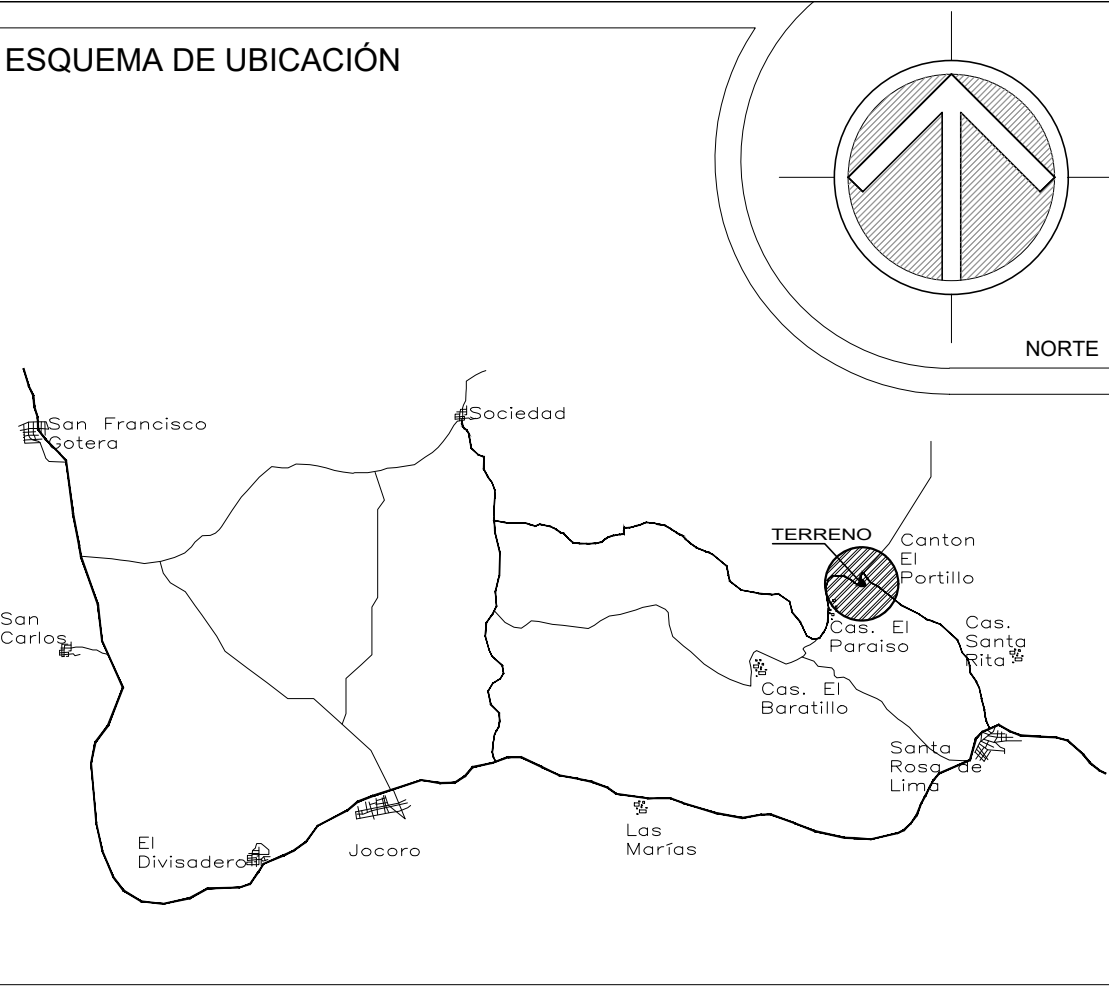 ESQUEMA DE UBICACIÓN
NORTE
San Francisco
Gotera
Sociedad
TERRENO
Canton
El
Portillo
San
Carlos
Cas. El
Paraiso
Cas.
Santa
Rita
Cas. El
Baratillo
Santa
Rosa de
Lima
El
Divisadero
Jocoro
Las
Marías